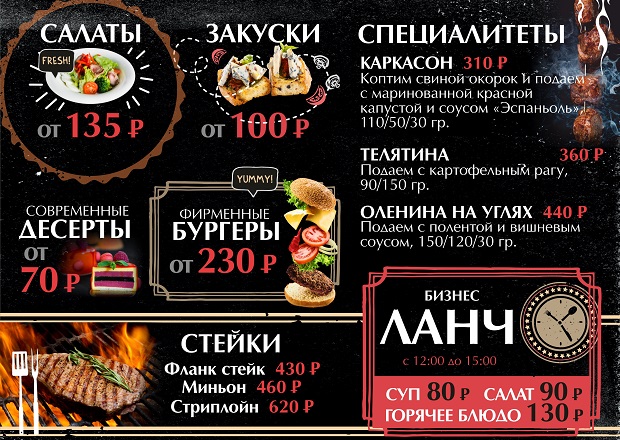 САЛАТЫ
FRESH!
от 135 ₽
ЗАКУСКИ
от 100 ₽
СПЕЦИАЛИТЕТЫ
КАРКАСОН 310 ₽
Коптим свиной окорок и подаем
с маринованной красной
капустой и соусом «Эспаньоль»,
110/50/30 гр.
ТЕЛЯТИНА 360 ₽
Подаем с картофельным рагу,
90/150 гр.
ОЛЕНИНА НА УГЛЯХ 440 ₽
Подаем с полентой и вишневым
соусом, 150/120/30 гр.
СОВРЕМЕННЫЕ
ДЕСЕРТЫ
от
70 ₽
YUMMY!
ФИРМЕННЫЕ
БУРГЕРЫ
от 230 ₽
СТЕЙКИ
Фланк стейк 430 ₽
Миньон 460 ₽
Стриплойн 620 ₽
БИЗНЕС
ЛАНЧ
с 12:00 до 15:00
СУП 80 ₽ САЛАТ 90 ₽
ГОРЯЧЕЕ БЛЮДО 130 ₽